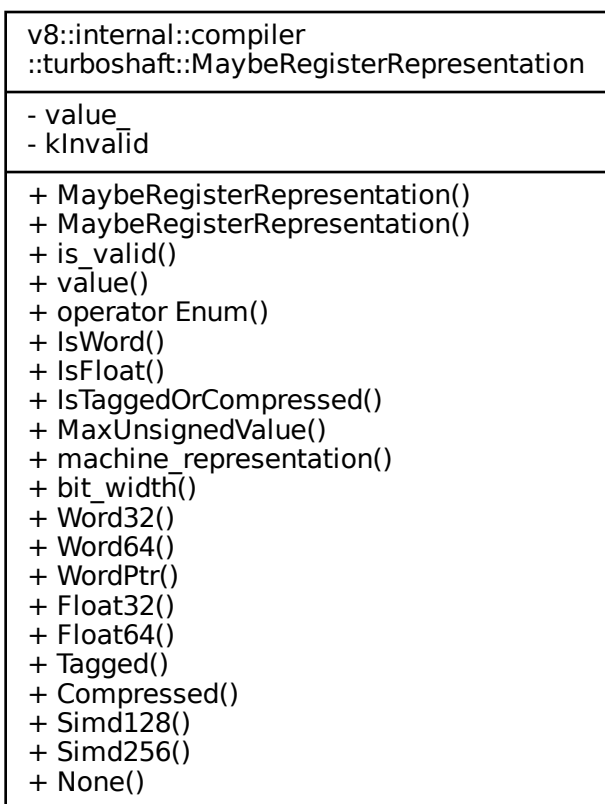 v8::internal::compiler
::turboshaft::MaybeRegisterRepresentation
- value_
- kInvalid
+ MaybeRegisterRepresentation()
+ MaybeRegisterRepresentation()
+ is_valid()
+ value()
+ operator Enum()
+ IsWord()
+ IsFloat()
+ IsTaggedOrCompressed()
+ MaxUnsignedValue()
+ machine_representation()
+ bit_width()
+ Word32()
+ Word64()
+ WordPtr()
+ Float32()
+ Float64()
+ Tagged()
+ Compressed()
+ Simd128()
+ Simd256()
+ None()